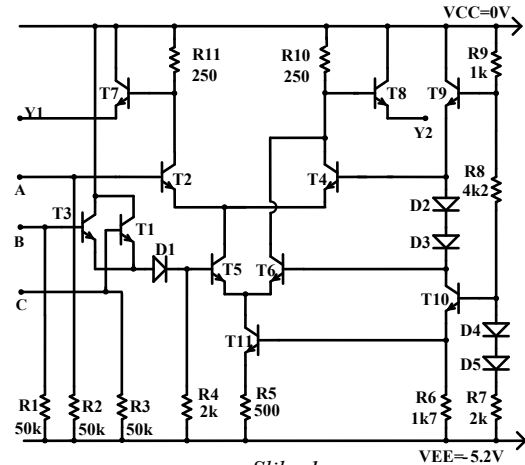 VCC=0V
R11
250
R10
250
R9
1k
T7
T8
T9
Y1
Y2
R8
4k2
A
T2
T4
D2
B
T3
T1
D1
D3
T5
T6
T10
C
D4
T11
D5
R1
50k
R2
50k
R3
50k
R4
2k
R5
500
R6
1k7
R7
2k
VEE=-5.2V